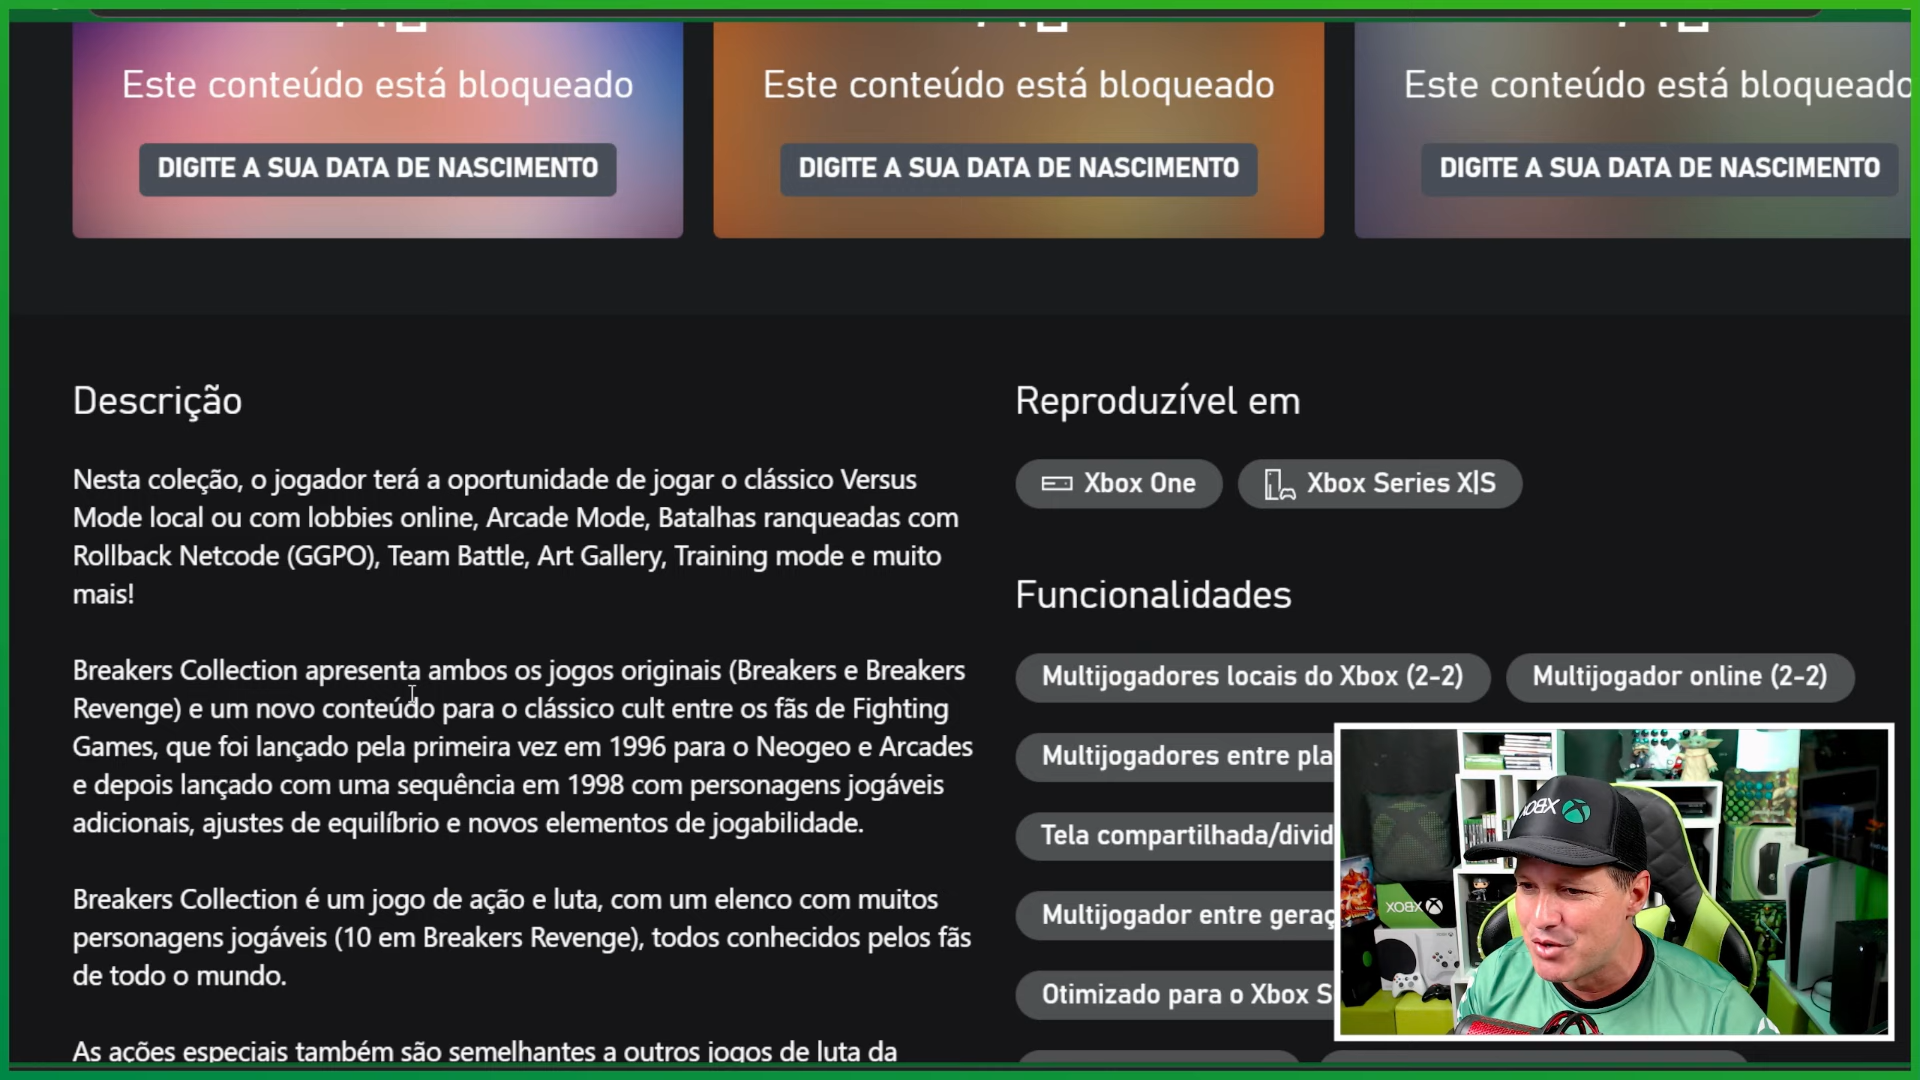 Este conteúdo está bloqueado
DIGITE A SUA DATA DE NASCIMENTO
Este conteúdo está bloqueado
DIGITE A SUA DATA DE NASCIMENTO
Este conteúdo está bloqueado
DIGITE A SUA DATA DE NASCIMENTO
Descrição
Nesta coleção, o jogador terá a oportunidade de jogar o clássico Versus
Mode local ou com lobbies online, Arcade Mode, Batalhas ranqueadas com
Rollback Netcode (GGPO), Team Battle, Art Gallery, Training mode e muito
mais!
Breakers Collection apresenta ambos os jogos originais (Breakers e Breakers
Revenge) e um novo conteúdo para o clássico cult entre os fãs de Fighting
Games, que foi lançado pela primeira vez em 1996 para o Neogeo e Arcades
e depois lançado com uma sequência em 1998 com personagens jogáveis
adicionais, ajustes de equilíbrio e novos elementos de jogabilidade.
Breakers Collection é um jogo de ação e luta, com um elenco com muitos
personagens jogáveis (10 em Breakers Revenge), todos conhecidos pelos fãs
de todo o mundo.
As ações especiais também são semelhantes a outros jogos de luta da
Reproduzível em
Xbox One
Xbox Series X|S
Funcionalidades
Multijogadores locais do Xbox (2-2)
Multijogador online (2-2)
Multijogadores entre pla
Tela compartilhada/divid
Multijogador entre geraç
Otimizado para o Xbox S
XBOX
XBOX